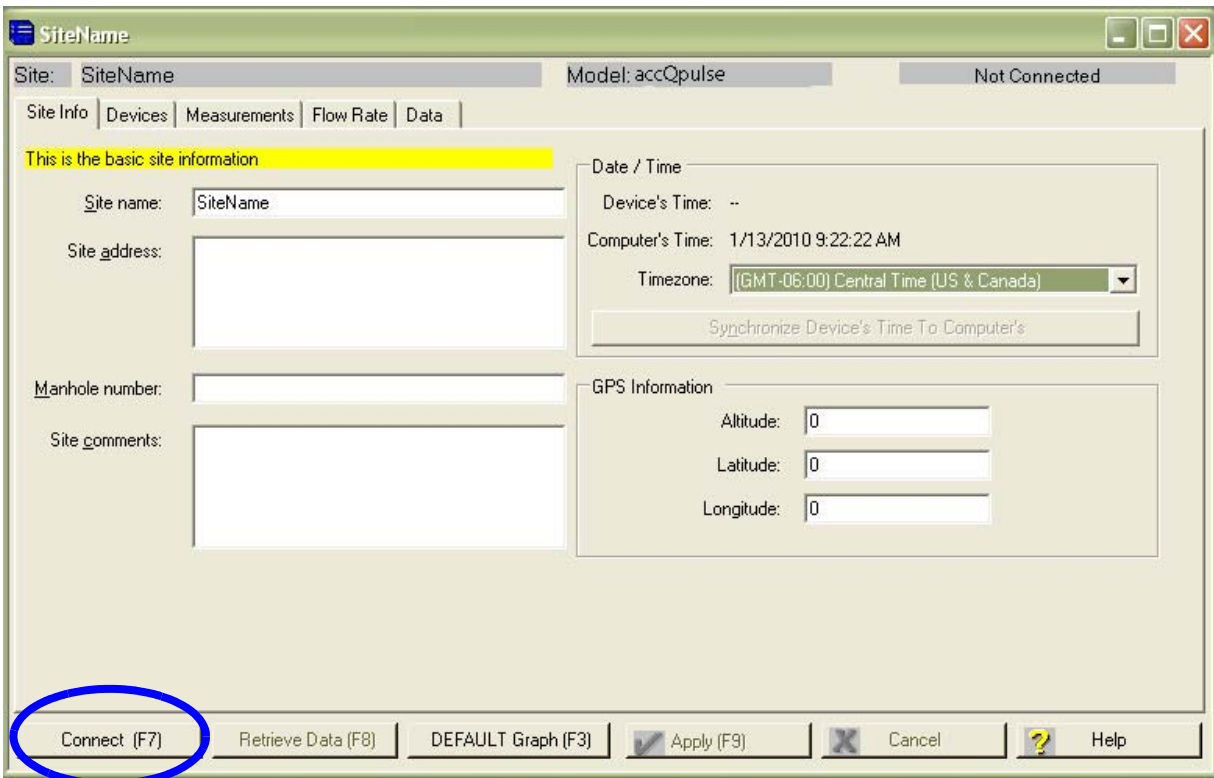 SiteName
Site: SiteName Model: accQpulse Not Connected
Site Info Devices Measurements Flow Rate Data
This is the basic site information
Site name: SiteName
Site address:
Manhole number:
Site comments:
Date / Time
Device's Time: --
Computer's Time: 1/13/2010 9:22:22 AM
Timezone: (GMT-06:00) Central Time (US & Canada)
Synchronize Device's Time To Computer's
GPS Information
Altitude: 0
Latitude: 0
Longitude: 0
Connect (F7) Retrieve Data (F8) DEFAULT Graph (F3) Apply (F9) Cancel Help